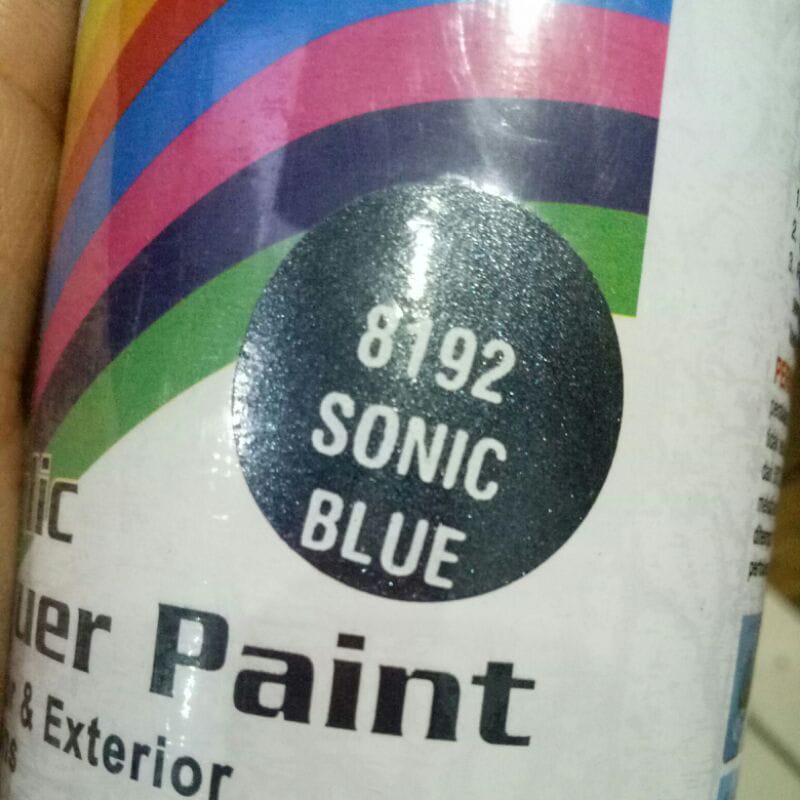 8192
SONIC
BLUE
lic
uer Paint
& Exterior